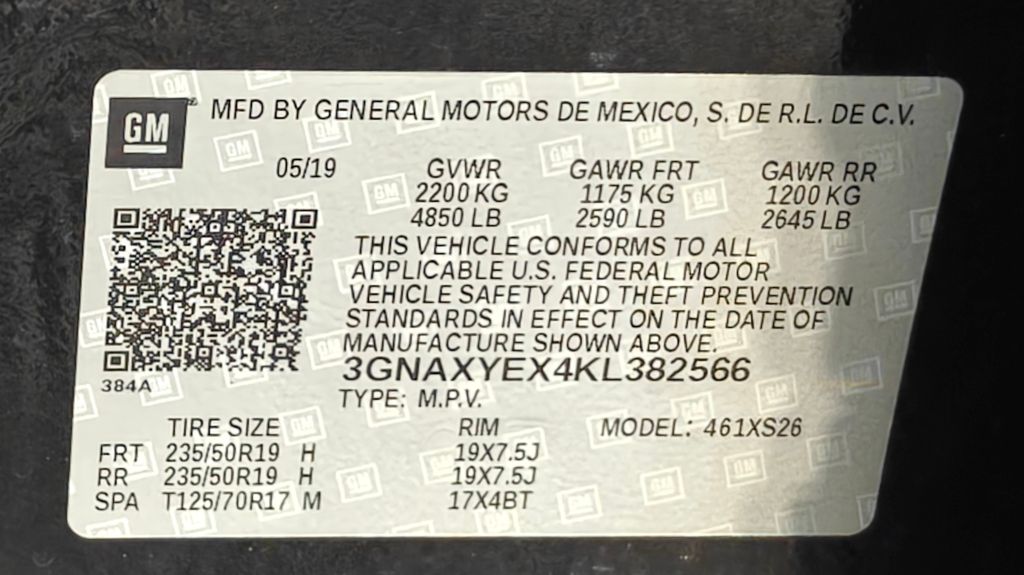 GM MFD BY GENERAL MOTORS DE MEXICO, S. DE R.L. DE C.V.
05/19 GVWR GAWR FRT GAWR RR
2200 KG 1175 KG 1200 KG
4850 LB 2590 LB 2645 LB
THIS VEHICLE CONFORMS TO ALL
APPLICABLE U.S. FEDERAL MOTOR
VEHICLE SAFETY AND THEFT PREVENTION
STANDARDS IN EFFECT ON THE DATE OF
MANUFACTURE SHOWN ABOVE.
3GNAXYEX4KL382566
384A
TYPE: M.P.V.
TIRE SIZE RIM MODEL: 461XS26
FRT 235/50R19 H 19X7.5J
RR 235/50R19 H 19X7.5J
SPA T125/70R17 M 17X4BT